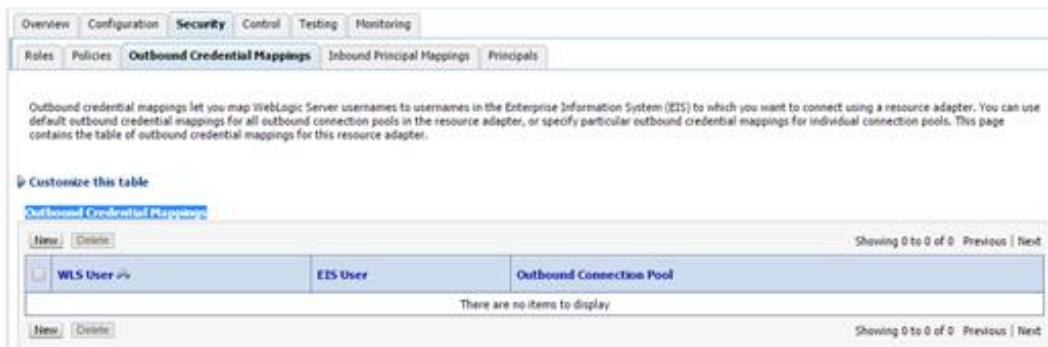 Overview Configuration Security Control Testing Monitoring
Roles Policies Outbound Credential Mappings Inbound Principal Mappings Principals
Outbound credential mappings let you map WebLogic Server usernames to usernames in the Enterprise Information System (EIS) to which you want to connect using a resource adapter. You can use
default outbound credential mappings for all outbound connection pools in the resource adapter, or specify particular outbound credential mappings for individual connection pools. This page
contains the table of outbound credential mappings for this resource adapter.
Customize this table
Outbound Credential Mappings
New Delete Showing 0 to 0 of 0 Previous | Next
WLS User EIS User Outbound Connection Pool
There are no items to display
New Delete Showing 0 to 0 of 0 Previous | Next